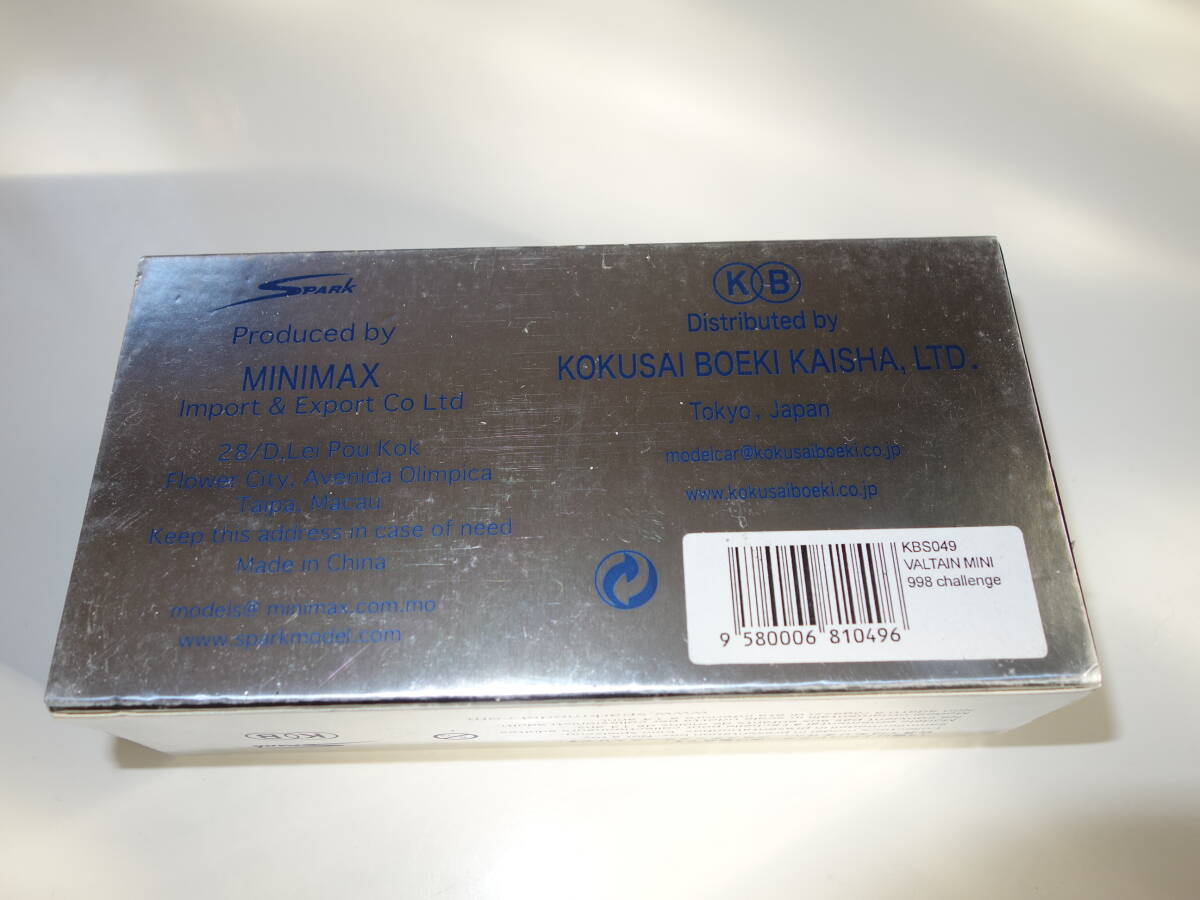 SPARK
Produced by
MINIMAX
Import & Export Co Ltd
28/D,Lei Pou Kok
Flower City, Avenida Olimpica
Taipa, Macau
Keep this address in case of need
Made in China
models@minimax.com.mo
www.sparkmodel.com
KB
Distributed by
KOKUSAI BOEKI KAISHA, LTD.
Tokyo, Japan
modelcar@kokusaiboeki.co.jp
www.kokusaiboeki.co.jp
KBS049
VALTAIN MINI
998 challenge
9 580006 810496
KB
SPARK